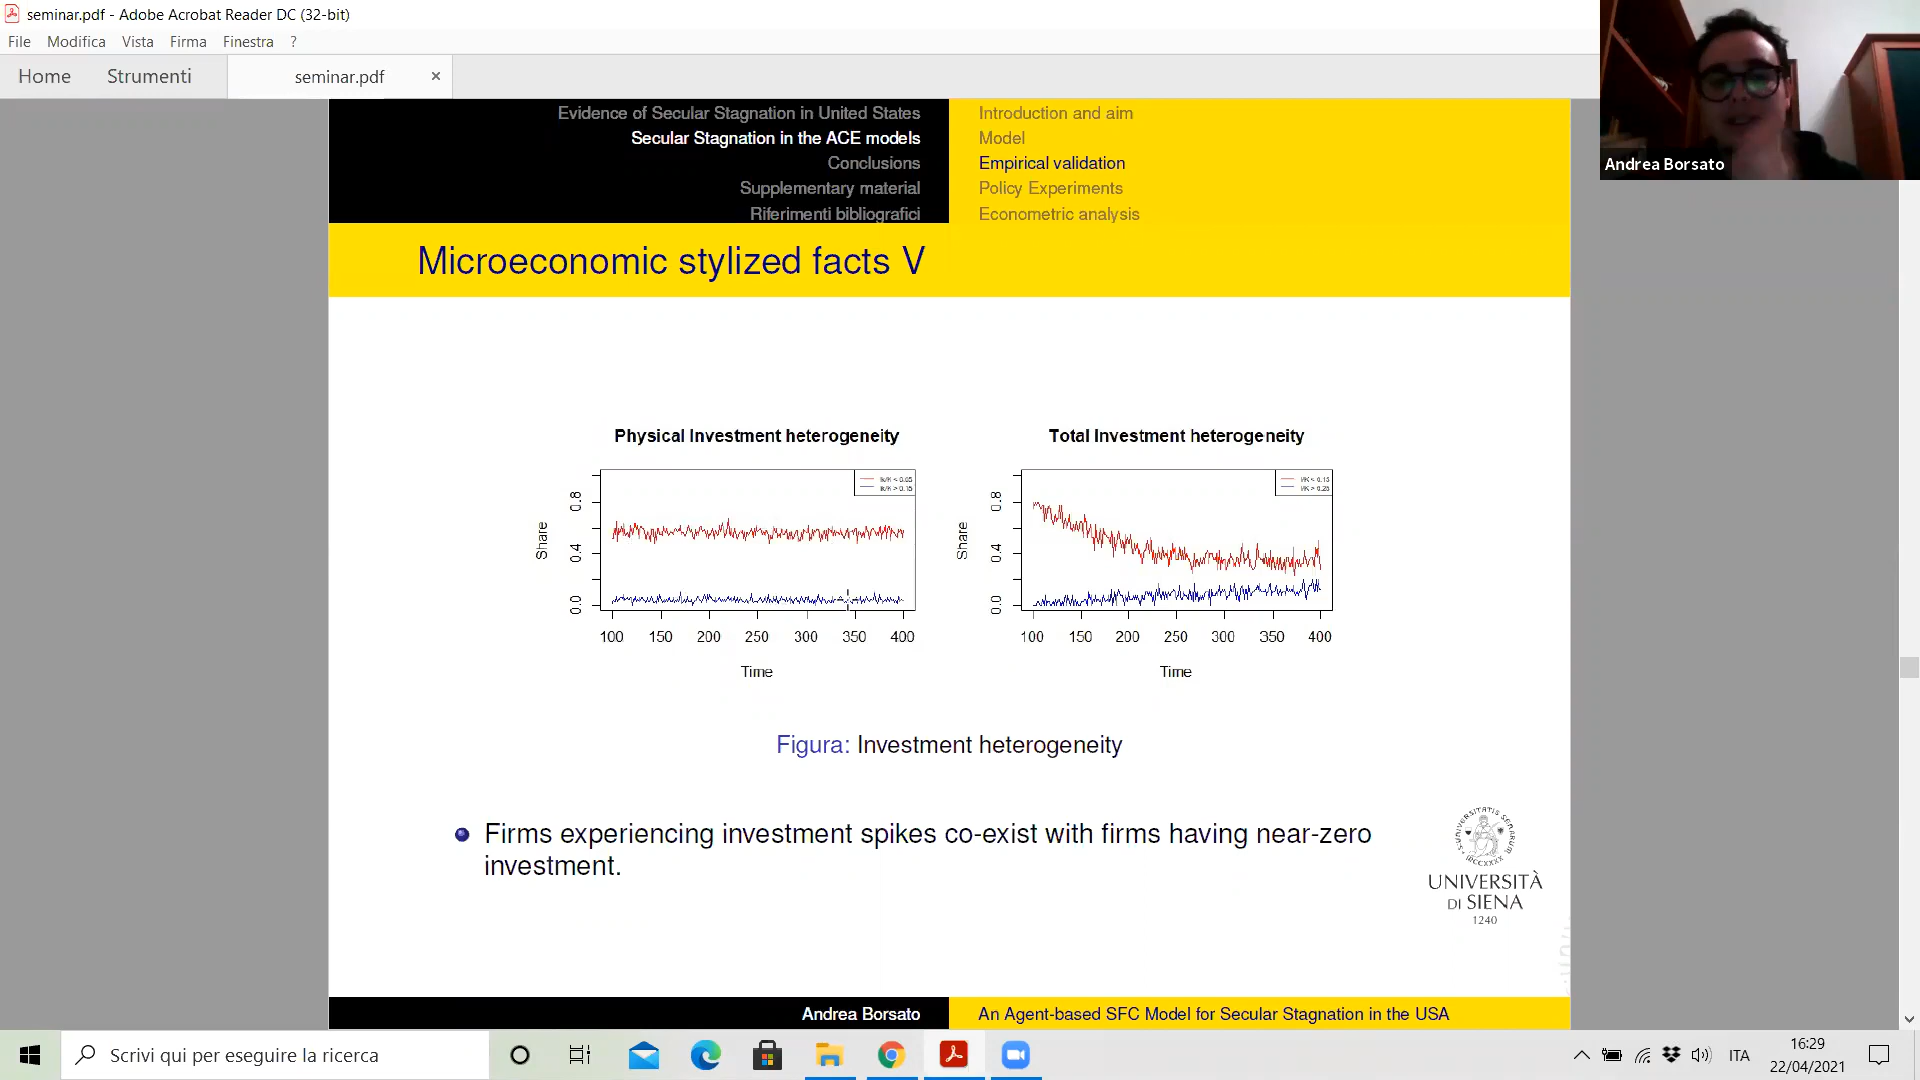 seminar.pdf - Adobe Acrobat Reader DC (32-bit)
File Modifica Vista Firma Finestra ?
Home Strumenti seminar.pdf ×
Andrea Borsato
Evidence of Secular Stagnation in United States
Secular Stagnation in the ACE models
Conclusions
Supplementary material
Riferimenti bibliografici
Introduction and aim
Model
Empirical validation
Policy Experiments
Econometric analysis
Microeconomic stylized facts V
Physical Investment heterogeneity
Share
0.8
0.4
0.0
100 150 200 250 300 350 400
Time
Total Investment heterogeneity
I/K < 0.15
I/K > 0.25
Share
0.8
0.4
0.0
100 150 200 250 300 350 400
Time
Figura: Investment heterogeneity
Firms experiencing investment spikes co-exist with firms having near-zero
investment.
UNIVERSITÀ
DI SIENA
1240
Andrea Borsato
An Agent-based SFC Model for Secular Stagnation in the USA
Scrivi qui per eseguire la ricerca
ITA
16:29
22/04/2021